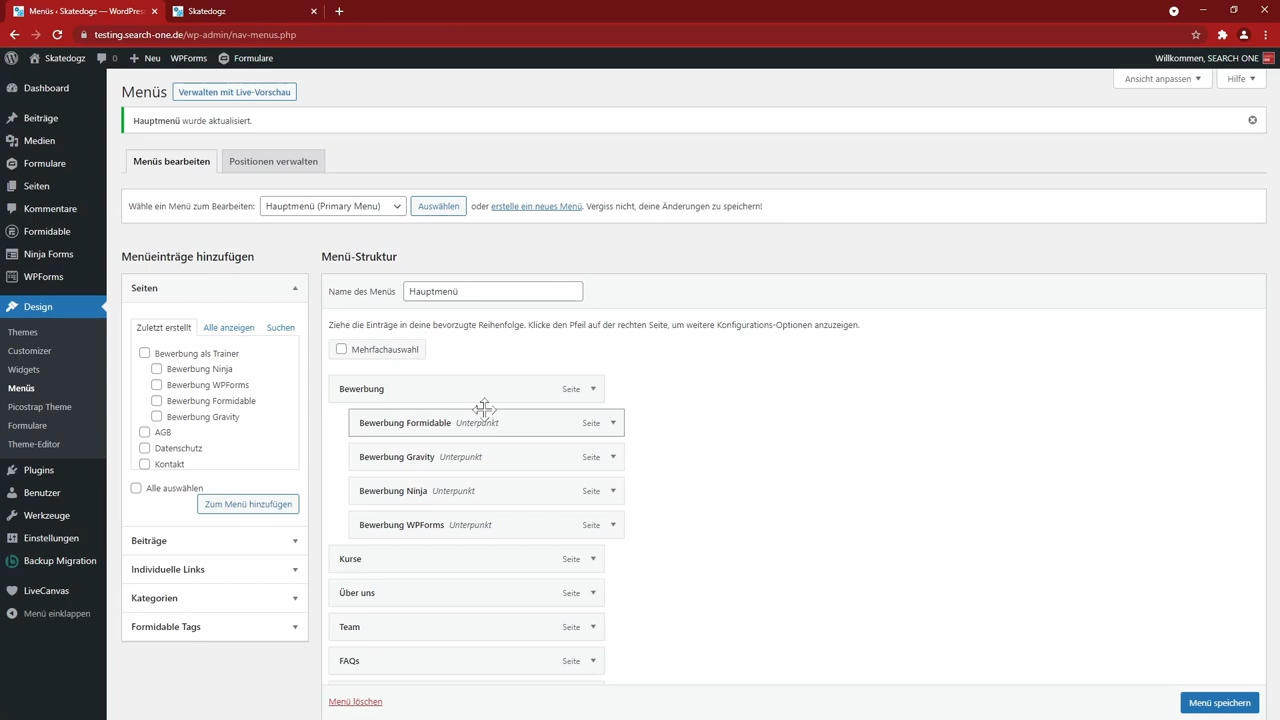 Menüs ‹ Skatedogz — WordPres
Skatedogz
testing.search-one.de/wp-admin/nav-menus.php
Skatedogz
0
Neu
WPForms
Formulare
Willkommen, SEARCH ONE
Dashboard
Beiträge
Medien
Formulare
Seiten
Kommentare
Formidable
Ninja Forms
WPForms
Design
Themes
Customizer
Widgets
Menüs
Picostrap Theme
Formulare
Theme-Editor
Plugins
Benutzer
Werkzeuge
Einstellungen
Backup Migration
LiveCanvas
Menü einklappen
Ansicht anpassen
Hilfe
Menüs
Verwalten mit Live-Vorschau
Hauptmenü wurde aktualisiert.
Menüs bearbeiten
Positionen verwalten
Wähle ein Menü zum Bearbeiten: Hauptmenü (Primary Menu) Auswählen oder erstelle ein neues Menü. Vergiss nicht, deine Änderungen zu speichern!
Menüeinträge hinzufügen
Seiten
Zuletzt erstellt
Alle anzeigen
Suchen
Bewerbung als Trainer
Bewerbung Ninja
Bewerbung WPForms
Bewerbung Formidable
Bewerbung Gravity
AGB
Datenschutz
Kontakt
Alle auswählen
Zum Menü hinzufügen
Beiträge
Individuelle Links
Kategorien
Formidable Tags
Menü-Struktur
Name des Menüs Hauptmenü
Ziehe die Einträge in deine bevorzugte Reihenfolge. Klicke den Pfeil auf der rechten Seite, um weitere Konfigurations-Optionen anzuzeigen.
Mehrfachauswahl
Bewerbung Seite
Bewerbung Formidable Unterpunkt Seite
Bewerbung Gravity Unterpunkt Seite
Bewerbung Ninja Unterpunkt Seite
Bewerbung WPForms Unterpunkt Seite
Kurse Seite
Über uns Seite
Team Seite
FAQs Seite
Menü löschen
Menü speichern